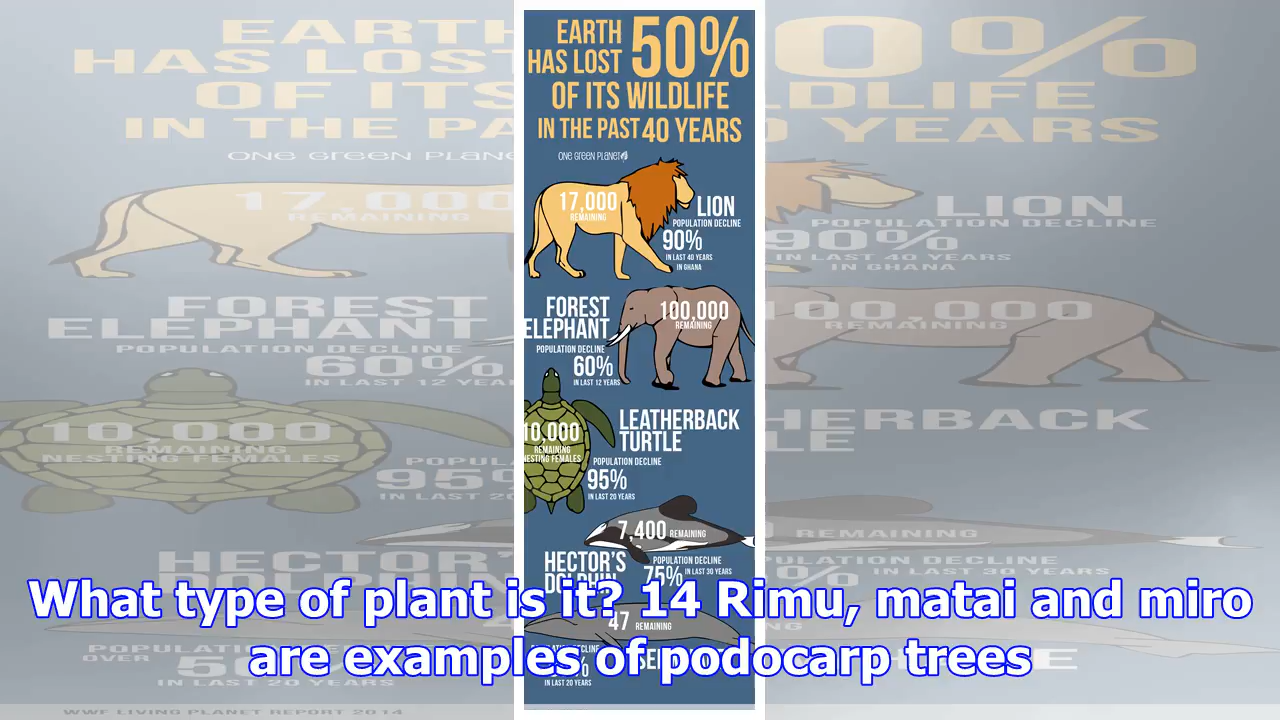 EARTH
HAS LOST 50%
OF ITS WILDLIFE
IN THE PAST 40 YEARS
ONE GREEN PLANET
17,000
REMAINING
LION
POPULATION DECLINE
90%
IN LAST 40 YEARS
IN GHANA
FOREST
ELEPHANT
100,000
REMAINING
POPULATION DECLINE
60%
IN LAST 12 YEARS
LEATHERBACK
TURTLE
10,000
REMAINING
NESTING FEMALES
POPULATION DECLINE
95%
IN LAST 20 YEARS
7,400 REMAINING
HECTOR'S
DOLPHIN
POPULATION DECLINE
75% IN LAST 30 YEARS
What type of plant is it? 14 Rimu, matai and miro
are examples of podocarp trees
47 REMAINING
POPULATION DECLINE
IN LAST 20 YEARS
WWF LIVING PLANET REPORT 2014